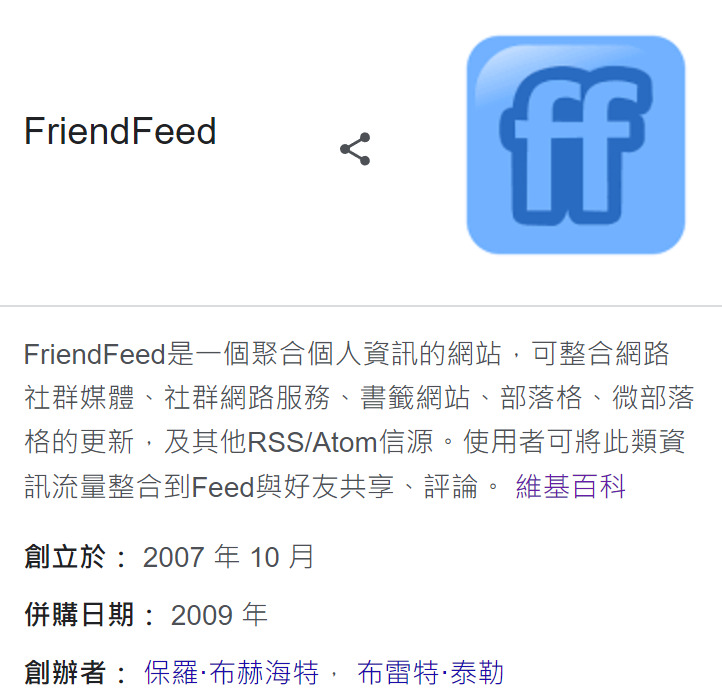 FriendFeed
ff
FriendFeed是一個聚合個人資訊的網站，可整合網路
社群媒體、社群網路服務、書籤網站、部落格、微部落
格的更新，及其他RSS/Atom信源。使用者可將此類資
訊流量整合到Feed與好友共享、評論。 維基百科
創立於： 2007 年 10 月
併購日期： 2009 年
創辦者： 保羅·布赫海特， 布雷特·泰勒